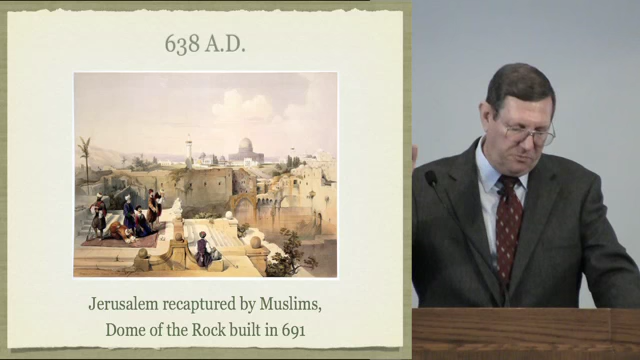 638 A.D.
Jerusalem recaptured by Muslims,
Dome of the Rock built in 691